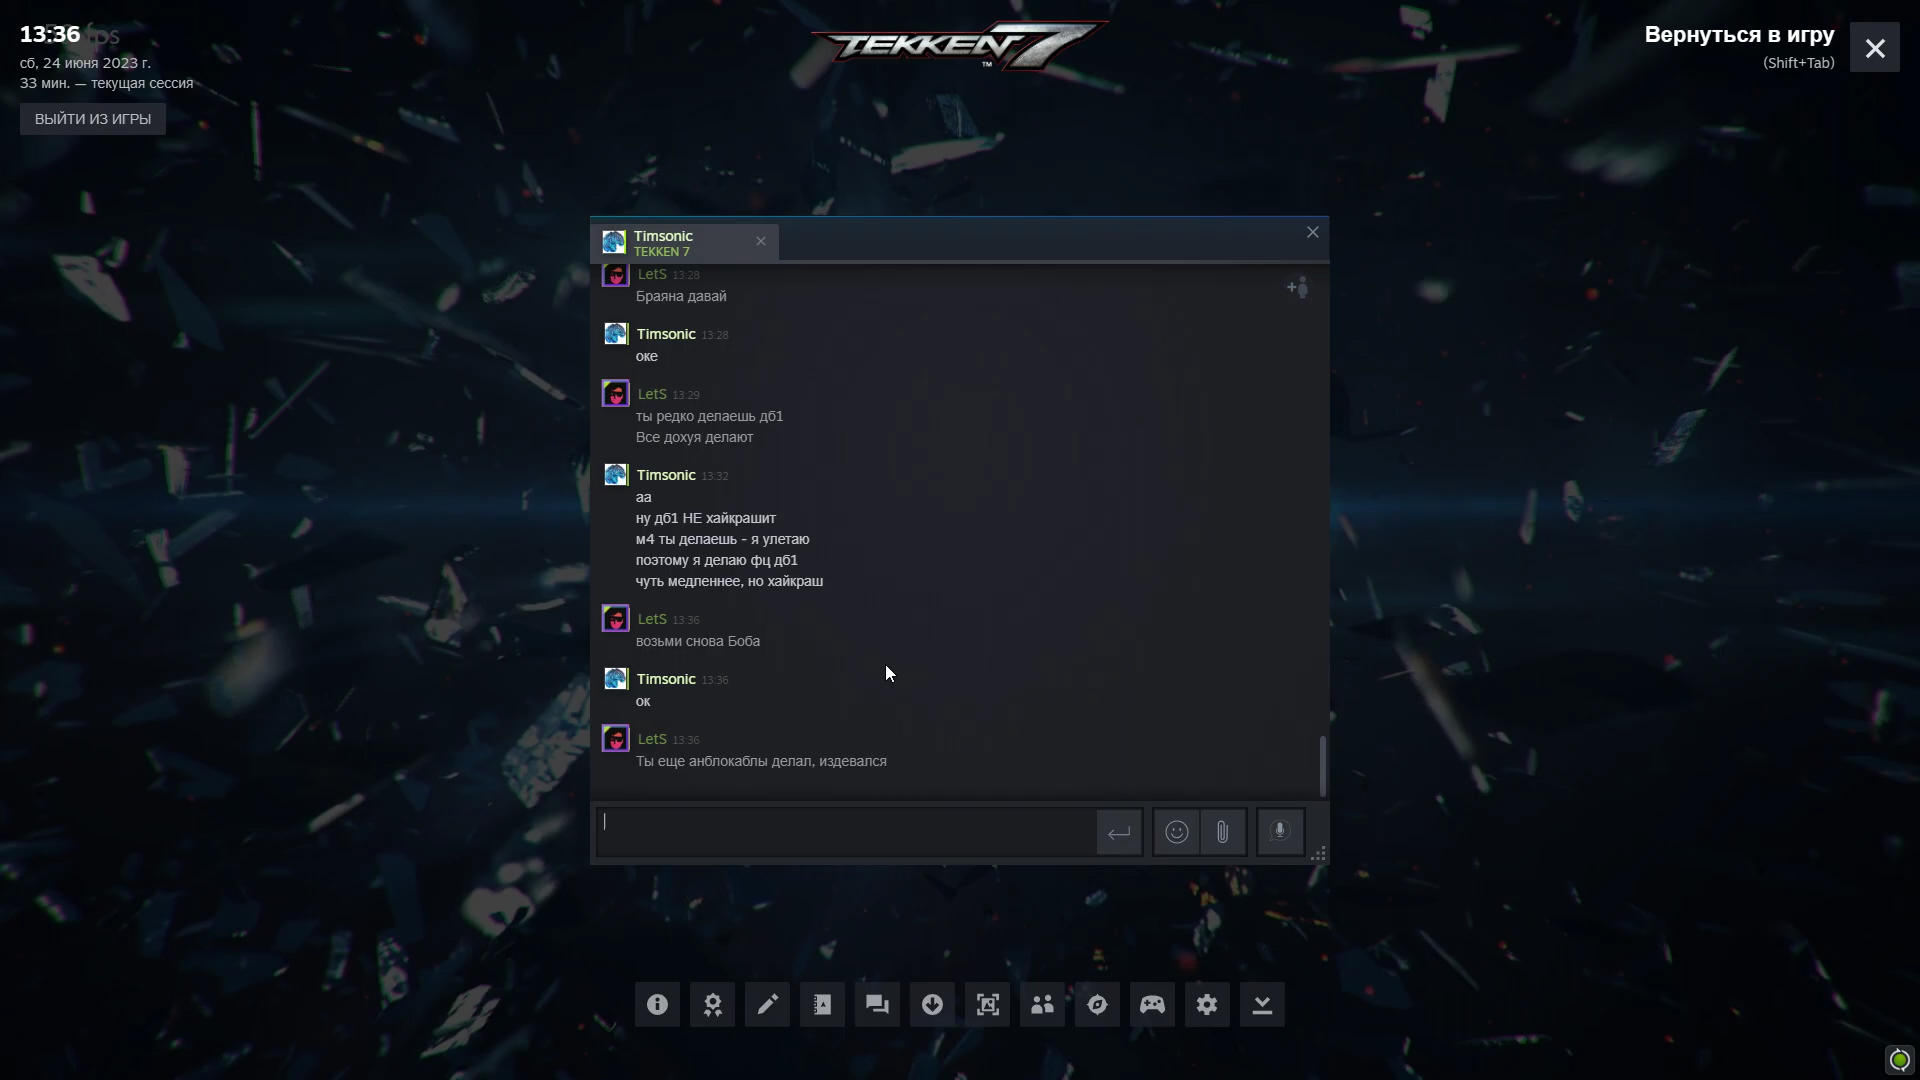 13:36
сб, 24 июня 2023 г.
33 мин. — текущая сессия
ВЫЙТИ ИЗ ИГРЫ
TEKKEN 7
TM
Вернуться в игру
(Shift+Tab)
Timsonic
TEKKEN 7
LetS 13:28
Браяна давай
Timsonic 13:28
оке
LetS 13:29
ты редко делаешь дб1
Все дохуя делают
Timsonic 13:32
аа
ну дб1 НЕ хайкрашит
м4 ты делаешь - я улетаю
поэтому я делаю фц дб1
чуть медленнее, но хайкраш
LetS 13:36
возьми снова Боба
Timsonic 13:36
ок
LetS 13:36
Ты еще анблокаблы делал, издевался